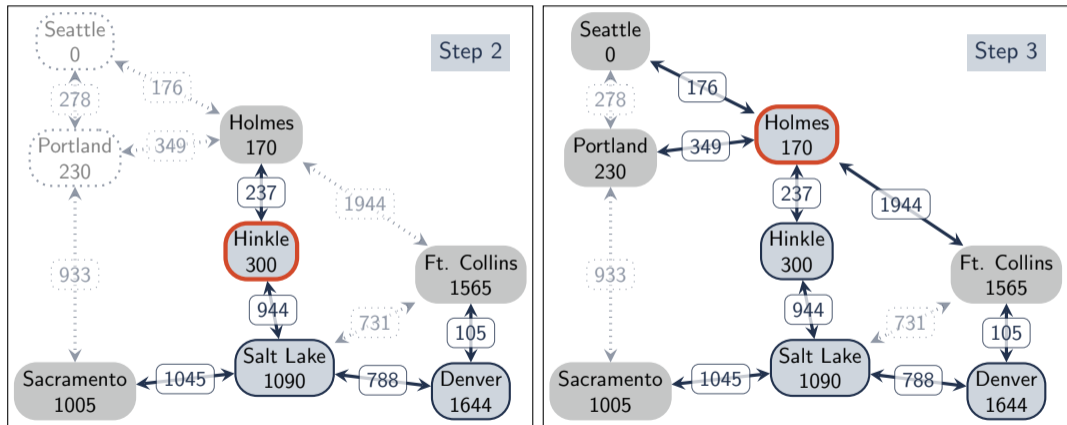 Step 2
Seattle
0
176
278
Holmes
170
Portland
230
349
237
1944
Hinkle
300
Ft. Collins
1565
933
944
731
105
Salt Lake
1090
Sacramento
1005
1045
788
Denver
1644
Step 3
Seattle
0
176
278
Holmes
170
Portland
230
349
237
1944
Hinkle
300
Ft. Collins
1565
933
944
731
105
Salt Lake
1090
Sacramento
1005
1045
788
Denver
1644